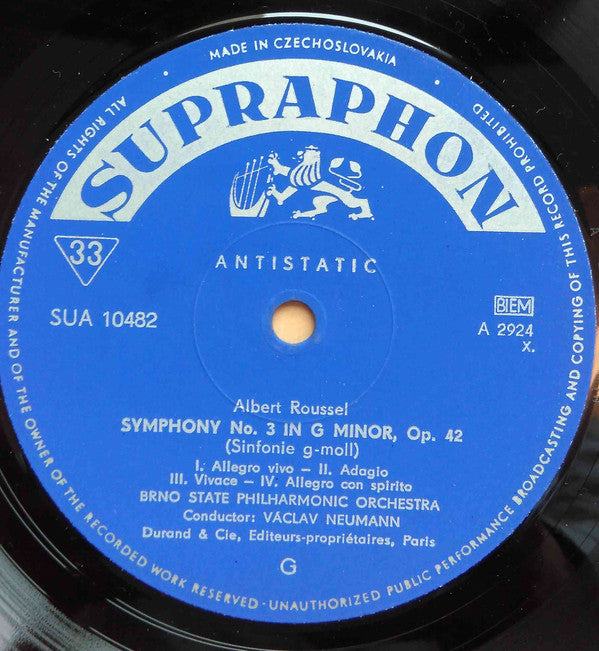 MADE IN CZECHOSLOVAKIA
SUPRAPHON
33
ANTISTATIC
SUA 10482
BIEM
A 2924
x.
Albert Roussel
SYMPHONY No. 3 IN G MINOR, Op. 42
(Sinfonie g-moll)
I. Allegro vivo – II. Adagio
III. Vivace – IV. Allegro con spirito
BRNO STATE PHILHARMONIC ORCHESTRA
Conductor: VÁCLAV NEUMANN
Durand & Cie, Editeurs-propriétaires, Paris
G
ALL RIGHTS OF THE MANUFACTURER AND OF THE OWNER OF THE RECORDED WORK RESERVED · UNAUTHORIZED PUBLIC PERFORMANCE BROADCASTING AND COPYING OF THIS RECORD PROHIBITED